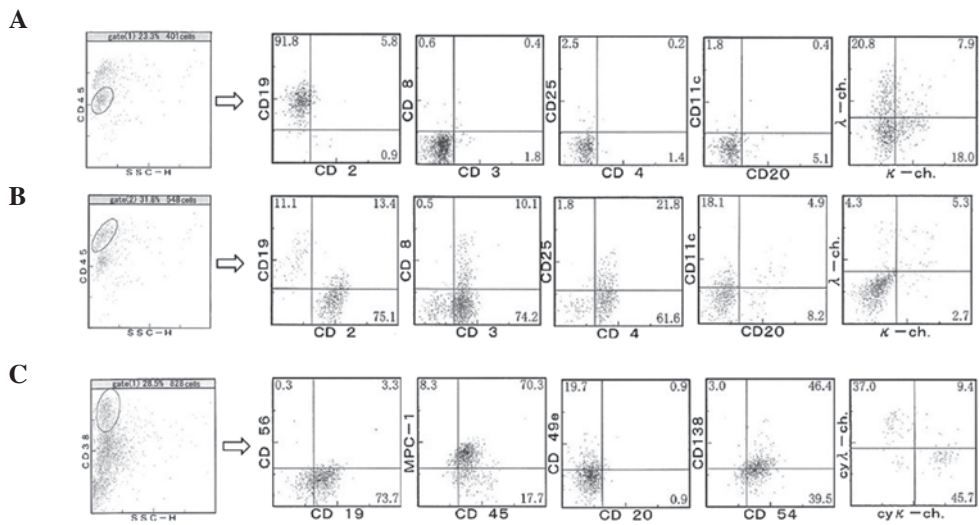 A
gate(1) 23.3% 401cells
CD45
SSC-H
91.8 5.8
CD19
0.9
CD 2
0.6 0.4
CD 8
1.8
CD 3
2.5 0.2
CD25
1.4
CD 4
1.8 0.4
CD11c
5.1
CD20
20.8 7.9
λ-ch.
18.0
κ-ch.
B
gate(2) 31.8% 548cells
CD45
SSC-H
11.1 13.4
CD19
75.1
CD 2
0.5 10.1
CD 8
74.2
CD 3
1.8 21.8
CD25
61.6
CD 4
18.1 4.9
CD11c
8.2
CD20
4.3 5.3
λ-ch.
2.7
κ-ch.
C
gate(1) 28.5% 828cells
CD38
SSC-H
0.3 3.3
CD 56
73.7
CD 19
8.3 70.3
MPC-1
17.7
CD 45
19.7 0.9
CD 49e
0.9
CD 20
3.0 46.4
CD138
39.5
CD 54
37.0 9.4
cyλ-ch.
45.7
cyκ-ch.